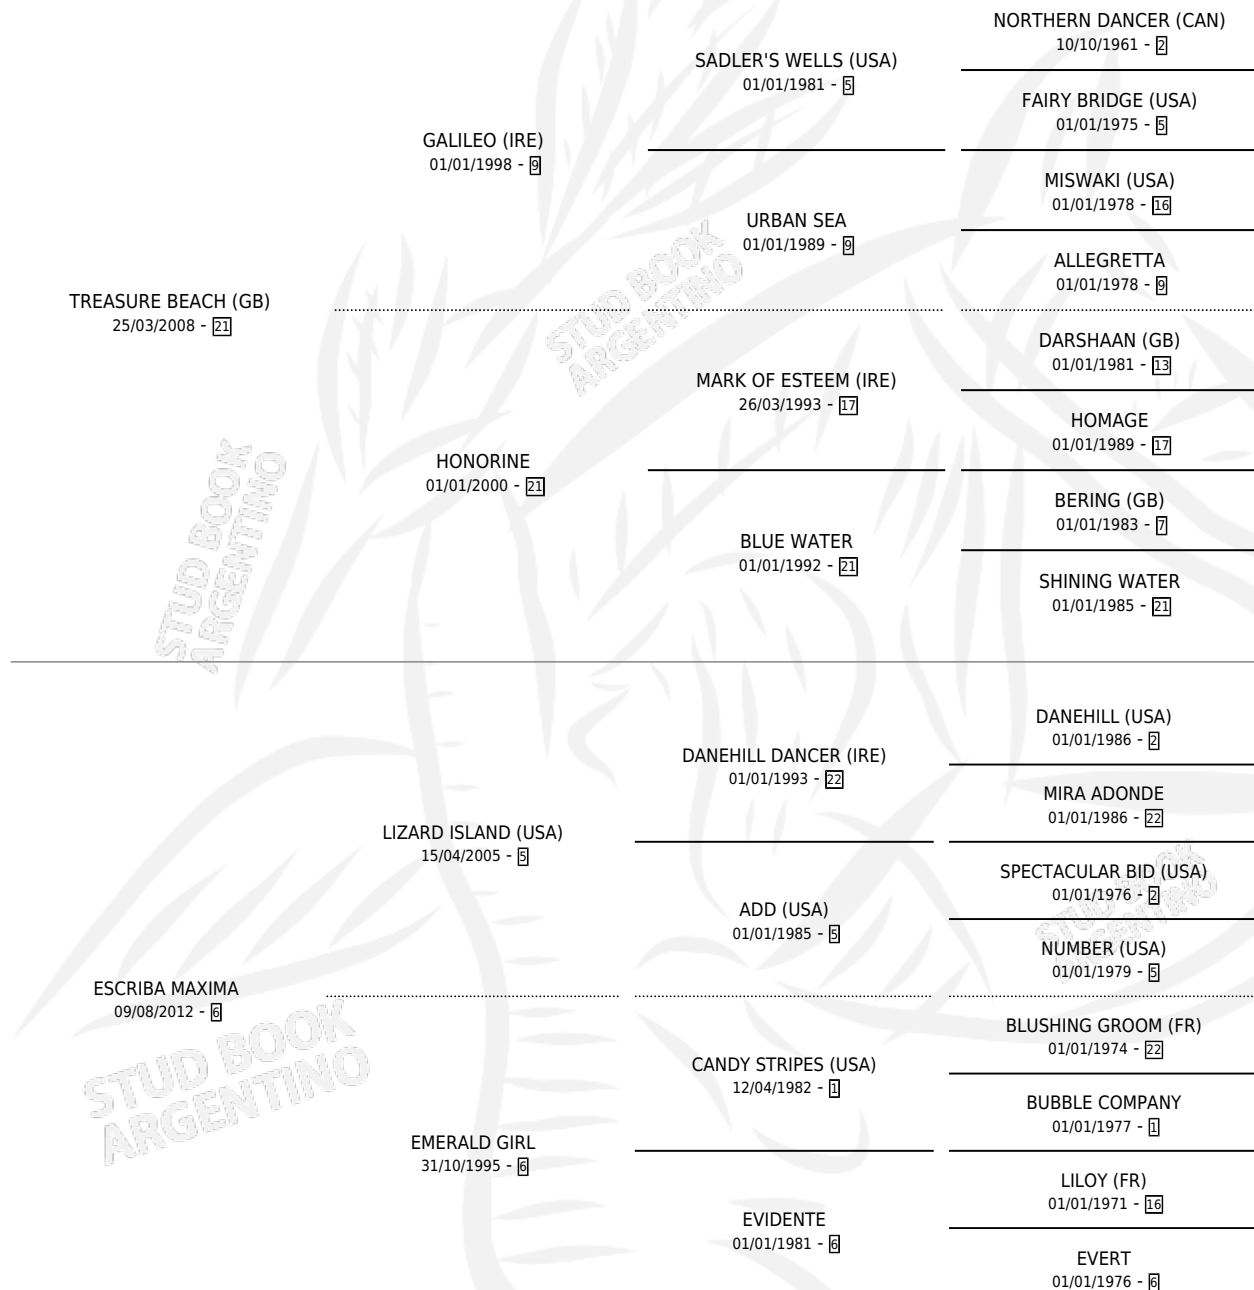 NORTHERN DANCER (CAN)
10/10/1961 - 2
SADLER'S WELLS (USA)
01/01/1981 - 5
FAIRY BRIDGE (USA)
01/01/1975 - 5
GALILEO (IRE)
01/01/1998 - 9
MISWAKI (USA)
01/01/1978 - 16
URBAN SEA
01/01/1989 - 9
ALLEGRETTA
01/01/1978 - 9
TREASURE BEACH (GB)
25/03/2008 - 21
DARSHAAN (GB)
01/01/1981 - 13
MARK OF ESTEEM (IRE)
26/03/1993 - 17
HOMAGE
01/01/1989 - 17
HONORINE
01/01/2000 - 21
BERING (GB)
01/01/1983 - 7
BLUE WATER
01/01/1992 - 21
SHINING WATER
01/01/1985 - 21
DANEHILL (USA)
01/01/1986 - 2
DANEHILL DANCER (IRE)
01/01/1993 - 22
MIRA ADONDE
01/01/1986 - 22
LIZARD ISLAND (USA)
15/04/2005 - 5
SPECTACULAR BID (USA)
01/01/1976 - 2
ADD (USA)
01/01/1985 - 5
NUMBER (USA)
01/01/1979 - 5
ESCRIBA MAXIMA
09/08/2012 - 6
BLUSHING GROOM (FR)
01/01/1974 - 22
CANDY STRIPES (USA)
12/04/1982 - 1
BUBBLE COMPANY
01/01/1977 - 1
EMERALD GIRL
31/10/1995 - 6
LILOY (FR)
01/01/1971 - 16
EVIDENTE
01/01/1981 - 6
EVERT
01/01/1976 - 6
STUD BOOK
ARGENTINO
STUD BOOK
ARGENTINO
STUD BOOK
ARGENTINO
STUD BOOK
ARGENTINO